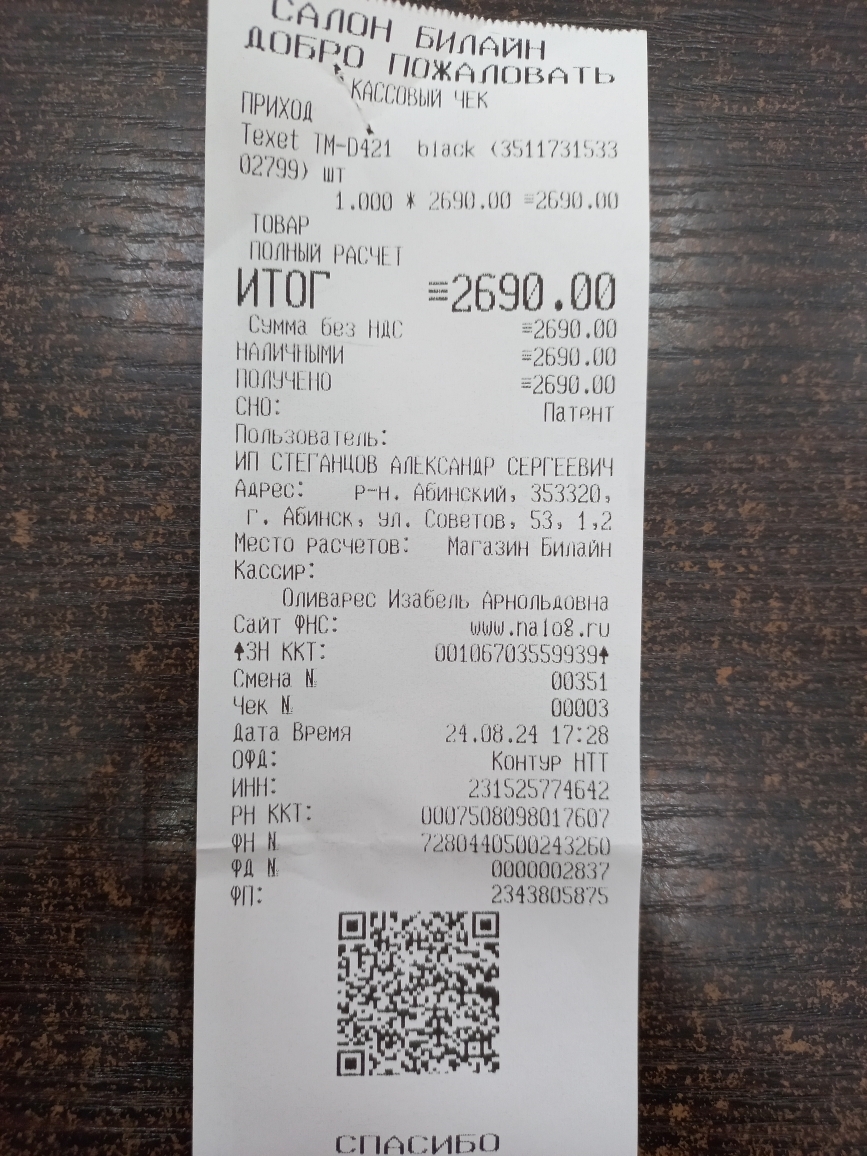 САЛОН БИЛАЙН
ДОБРО ПОЖАЛОВАТЬ
КАССОВЫЙ ЧЕК
ПРИХОД
Texet TM-D421 black (3511731533
02799) шт
1.000 * 2690.00 =2690.00
ТОВАР
ПОЛНЫЙ РАСЧЕТ
ИТОГ =2690.00
Сумма без НДС =2690.00
НАЛИЧНЫМИ =2690.00
ПОЛУЧЕНО =2690.00
СНО: Патент
Пользователь:
ИП СТЕГАНЦОВ АЛЕКСАНДР СЕРГЕЕВИЧ
Адрес: р-н. Абинский, 353320,
г. Абинск, ул. Советов, 53, 1,2
Место расчетов: Магазин Билайн
Кассир:
Оливарес Изабель Арнольдовна
Сайт ФНС: www.nalog.ru
↑ЗН ККТ: 00106703559939↑
Смена № 00351
Чек № 00003
Дата Время 24.08.24 17:28
ОФД: Контур НТТ
ИНН: 231525774642
РН ККТ: 0007508098017607
ФН № 7280440500243260
ФД № 0000002837
ФП: 2343805875
СПАСИБО